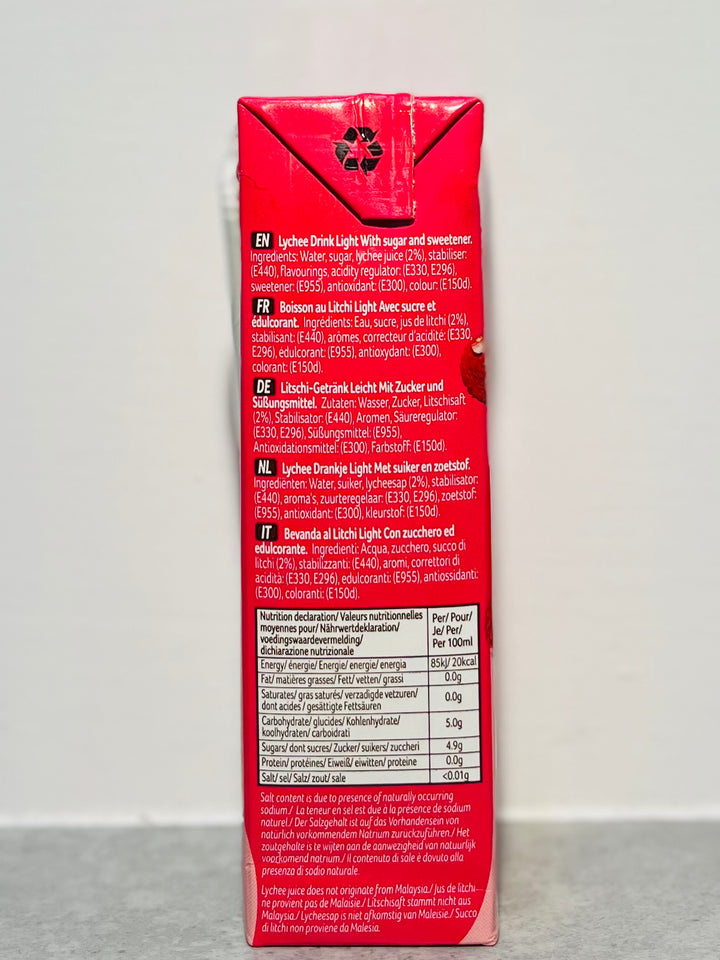 EN Lychee Drink Light With sugar and sweetener.
Ingredients: Water, sugar, lychee juice (2%), stabiliser:
(E440), flavourings, acidity regulator: (E330, E296),
sweetener: (E955), antioxidant: (E300), colour: (E150d).
FR Boisson au Litchi Light Avec sucre et
édulcorant. Ingrédients: Eau, sucre, jus de litchi (2%),
stabilisant: (E440), arômes, correcteur d'acidité: (E330,
E296), édulcorant: (E955), antioxydant: (E300),
colorant: (E150d).
DE Litschi-Getränk Leicht Mit Zucker und
Süßungsmittel. Zutaten: Wasser, Zucker, Litschisaft
(2%), Stabilisator: (E440), Aromen, Säureregulator:
(E330, E296), Süßungsmittel: (E955),
Antioxidationsmittel: (E300), Farbstoff: (E150d).
NL Lychee Drankje Light Met suiker en zoetstof.
Ingrediënten: Water, suiker, lycheesap (2%), stabilisator:
(E440), aroma's, zuurteregelaar: (E330, E296), zoetstof:
(E955), antioxidant: (E300), kleurstof: (E150d).
IT Bevanda al Litchi Light Con zucchero ed
edulcorante. Ingredienti: Acqua, zucchero, succo di
litchi (2%), stabilizzanti: (E440), aromi, correttori di
acidità: (E330, E296), edulcoranti: (E955), antiossidanti:
(E300), coloranti: (E150d).
Nutrition declaration/ Valeurs nutritionnelles
moyennes pour/ Nährwertdeklaration/
voedingswaardevermelding/
dichiarazione nutrizionale
Per/ Pour/
Je/ Per/
Per 100ml
Energy/ énergie/ Energie/ energie/ energia 85kJ/ 20kcal
Fat/ matières grasses/ Fett/ vetten/ grassi 0.0g
Saturates/ gras saturés/ verzadigde vetzuren/
dont acides / gesättigte Fettsäuren 0.0g
Carbohydrate/ glucides/ Kohlenhydrate/
koolhydraten/ carboidrati 5.0g
Sugars/ dont sucres/ Zucker/ suikers/ zuccheri 4.9g
Protein/ protéines/ Eiweiß/ eiwitten/ proteine 0.0g
Salt/ sel/ Salz/ zout/ sale <0.01g
Salt content is due to presence of naturally occurring
sodium./ La teneur en sel est due à la présence de sodium
naturel./ Der Salzgehalt ist auf das Vorhandensein von
natürlich vorkommendem Natrium zurückzuführen./ Het
zoutgehalte is te wijten aan de aanwezigheid van natuurlijk
voorkomend natrium./ Il contenuto di sale è dovuto alla
presenza di sodio naturale.
Lychee juice does not originate from Malaysia./ Jus de litchi
ne provient pas de Malaisie./ Litschisaft stammt nicht aus
Malaysia./ Lycheesap is niet afkomstig van Maleisie./ Succo
di litchi non proviene da Malesia.